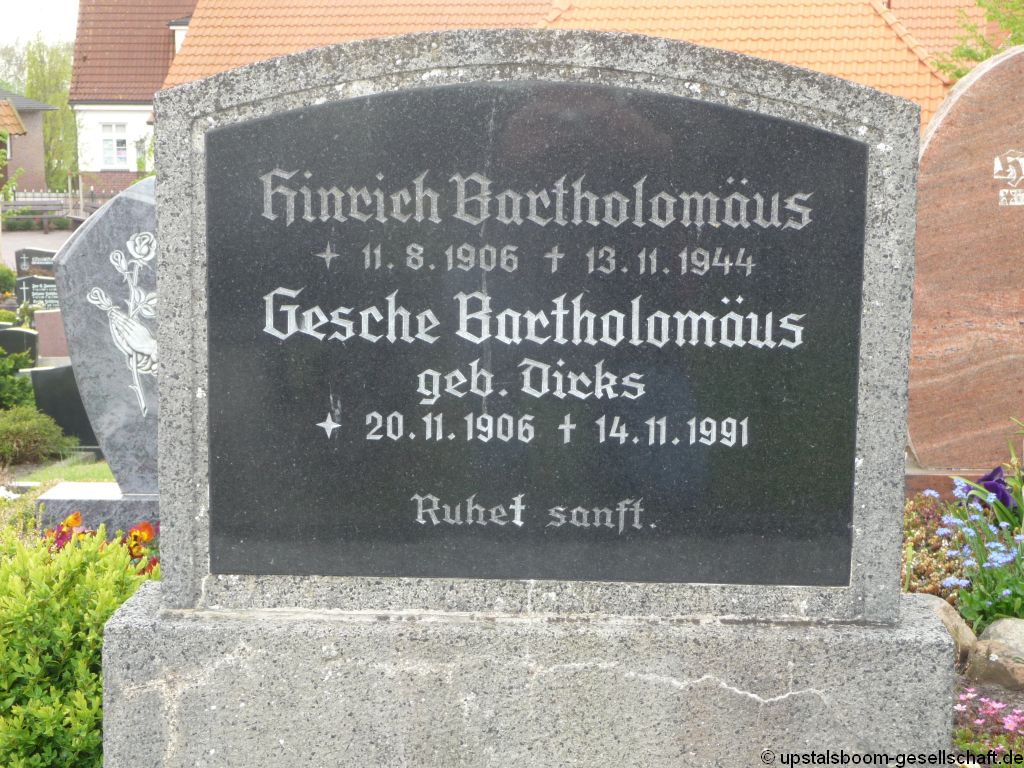 Hinrich Bartholomäus
✧ 11. 8. 1906 † 13. 11. 1944
Gesche Bartholomäus
geb. Dirks
✧ 20. 11. 1906 † 14. 11. 1991
Ruhet sanft.
© upstalsboom-gesellschaft.de